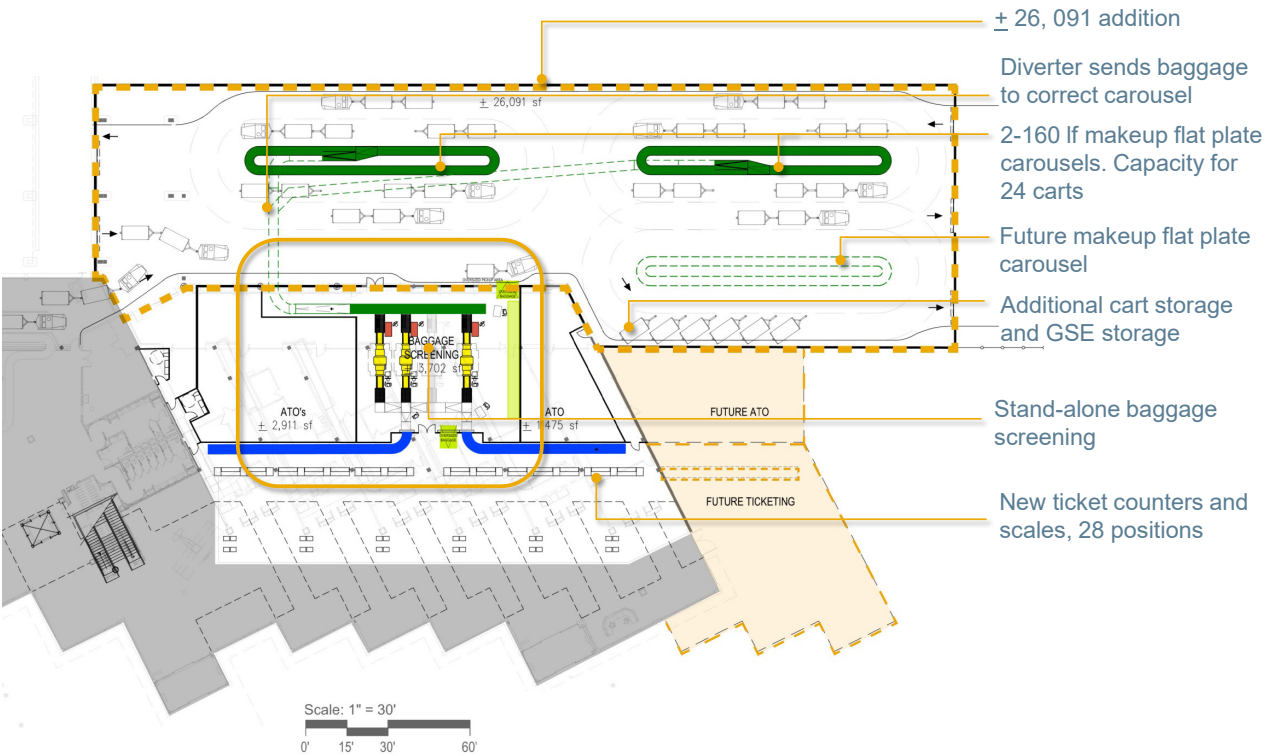 + 26, 091 addition
Diverter sends baggage
to correct carousel
2-160 lf makeup flat plate
carousels. Capacity for
24 carts
Future makeup flat plate
carousel
Additional cart storage
and GSE storage
Stand-alone baggage
screening
New ticket counters and
scales, 28 positions
+ 26,091 sf
BAGGAGE
SCREENING
3,702 sf
ATO's
+ 2,911 sf
ATO
+ 1,475 sf
FUTURE ATO
FUTURE TICKETING
Scale: 1" = 30'
0' 15' 30' 60'